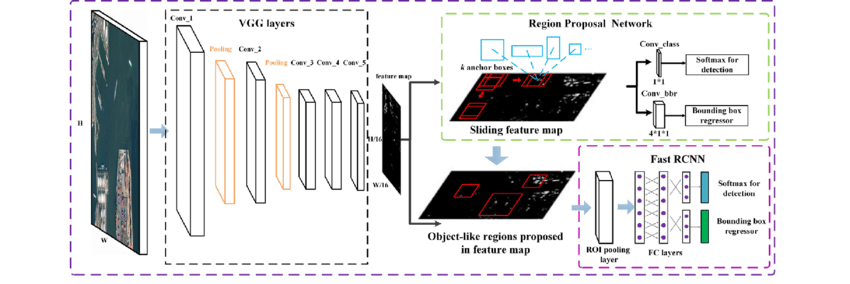 VGG layers
Conv_1
Pooling
Conv_2
Pooling
Conv_3
Conv_4
Conv_5
H
W
feature map
H/16
W/16
Region Proposal Network
k anchor boxes
...
Sliding feature map
Conv_class
1*1
Softmax for
detection
Conv_bbr
4*1*1
Bounding box
regressor
Object-like regions proposed
in feature map
Fast RCNN
ROI pooling
layer
FC layers
Softmax for
detection
Bounding box
regressor